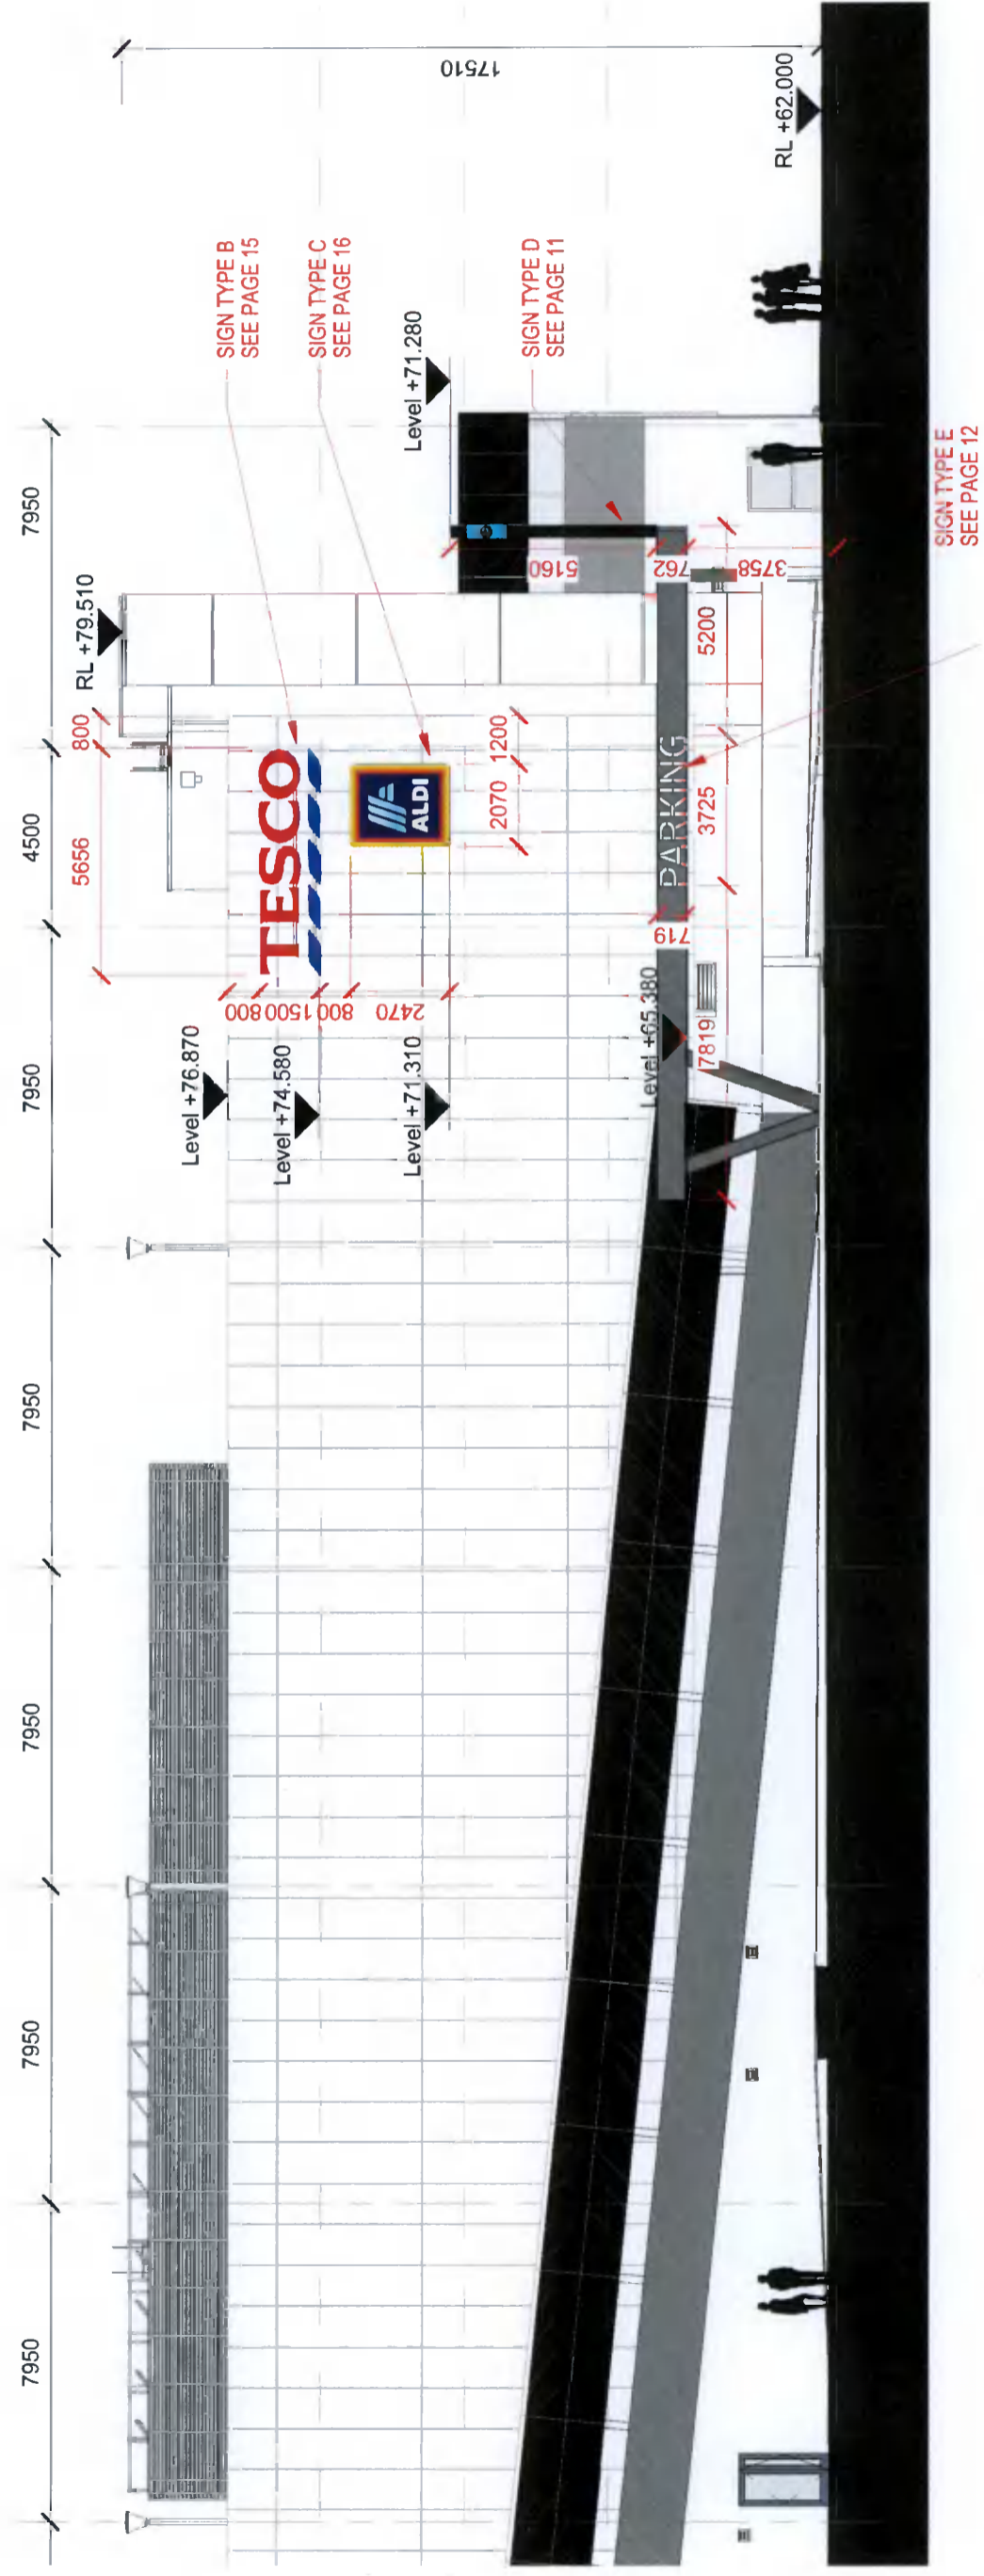 7950
7950
7950
7950
7950
4500
7950
5656
800
RL +79.510
17510
Level +76.870
Level +74.580
Level +71.310
800
1500
800
2470
TESCO
ALDI
2070
1200
SIGN TYPE B
SEE PAGE 15
SIGN TYPE C
SEE PAGE 16
Level +71.280
SIGN TYPE D
SEE PAGE 11
5160
762
3758
Level +65.380
719
PARKING
7819
3725
5200
RL +62.000
SIGN TYPE E
SEE PAGE 12